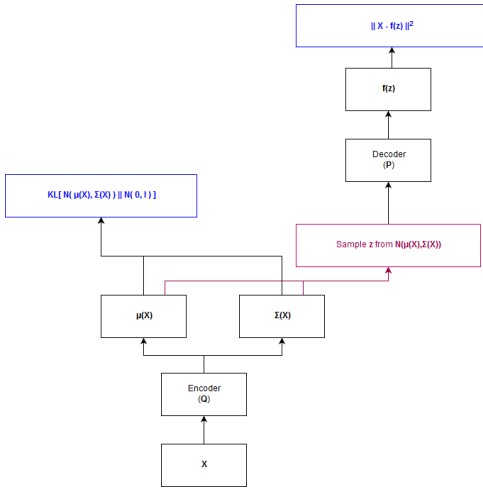 || X - f(z) ||²
f(z)
Decoder
(P)
KL[ N( μ(X), Σ(X) ) || N( 0, I ) ]
Sample z from N(μ(X),Σ(X))
μ(X)
Σ(X)
Encoder
(Q)
X